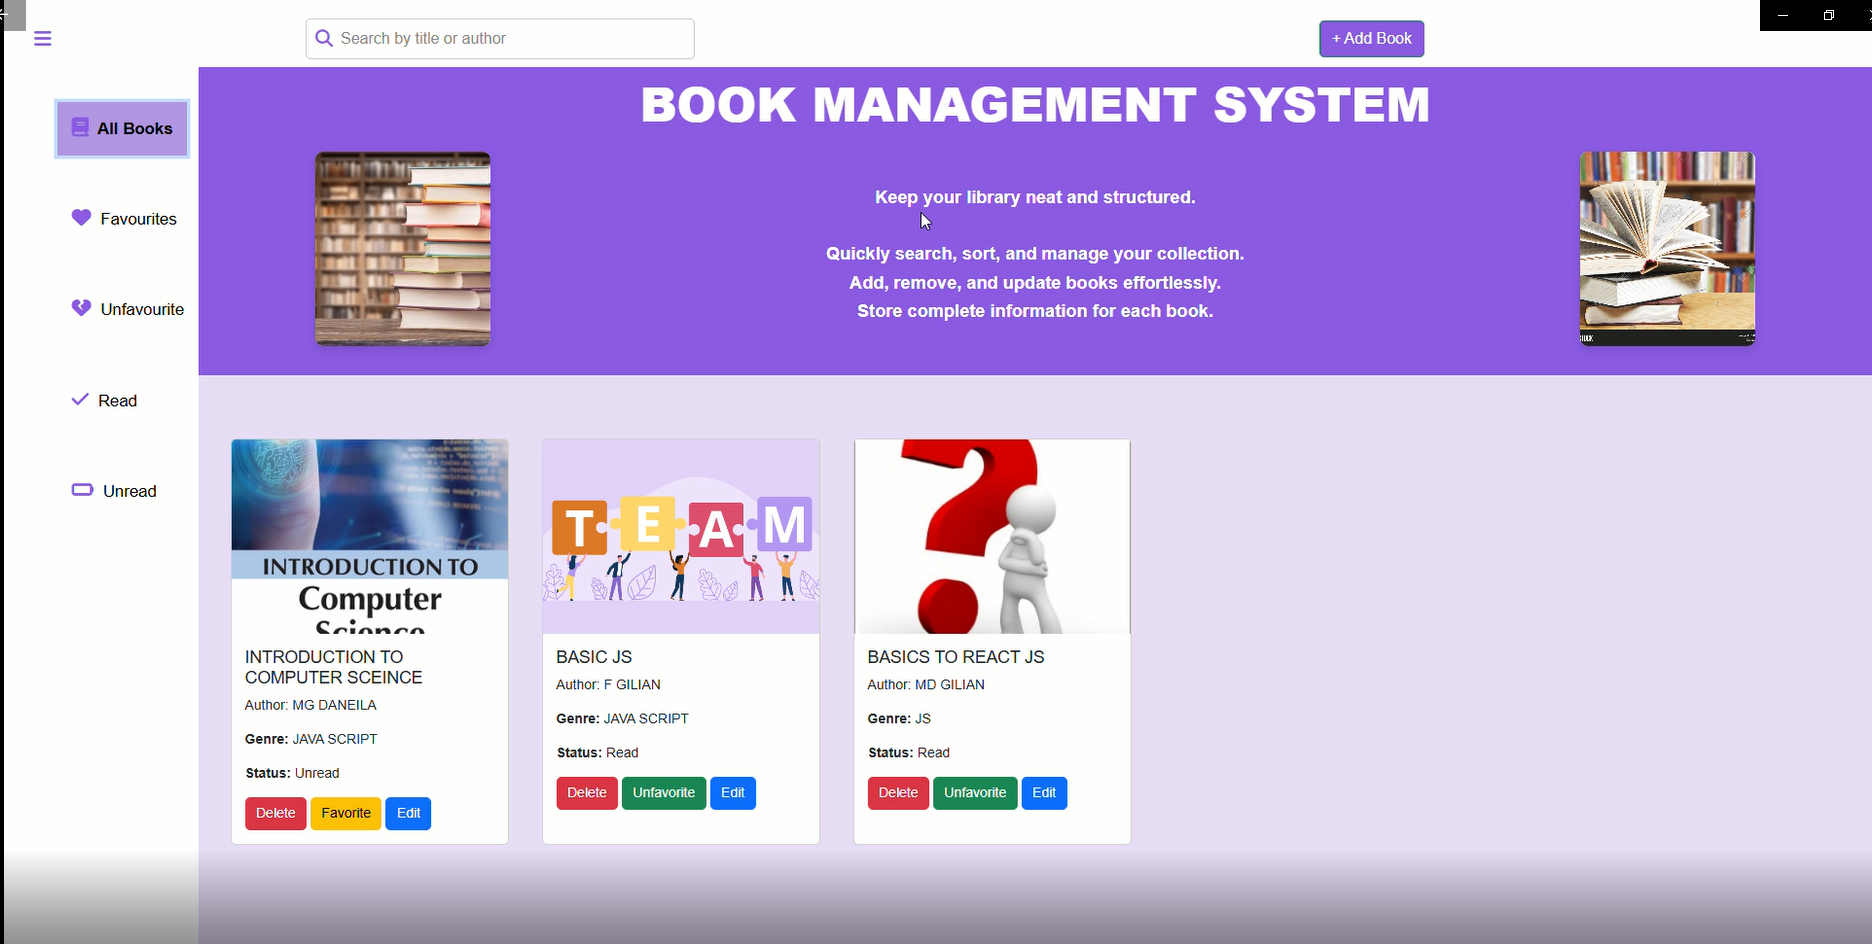 Search by title or author
+ Add Book
BOOK MANAGEMENT SYSTEM
All Books
Favourites
Unfavourite
Read
Unread
Keep your library neat and structured.
Quickly search, sort, and manage your collection.
Add, remove, and update books effortlessly.
Store complete information for each book.
INTRODUCTION TO
Computer
Science
INTRODUCTION TO
COMPUTER SCEINCE
Author: MG DANEILA
Genre: JAVA SCRIPT
Status: Unread
Delete
Favorite
Edit
TEAM
BASIC JS
Author: F GILIAN
Genre: JAVA SCRIPT
Status: Read
Delete
Unfavorite
Edit
?
BASICS TO REACT JS
Author: MD GILIAN
Genre: JS
Status: Read
Delete
Unfavorite
Edit